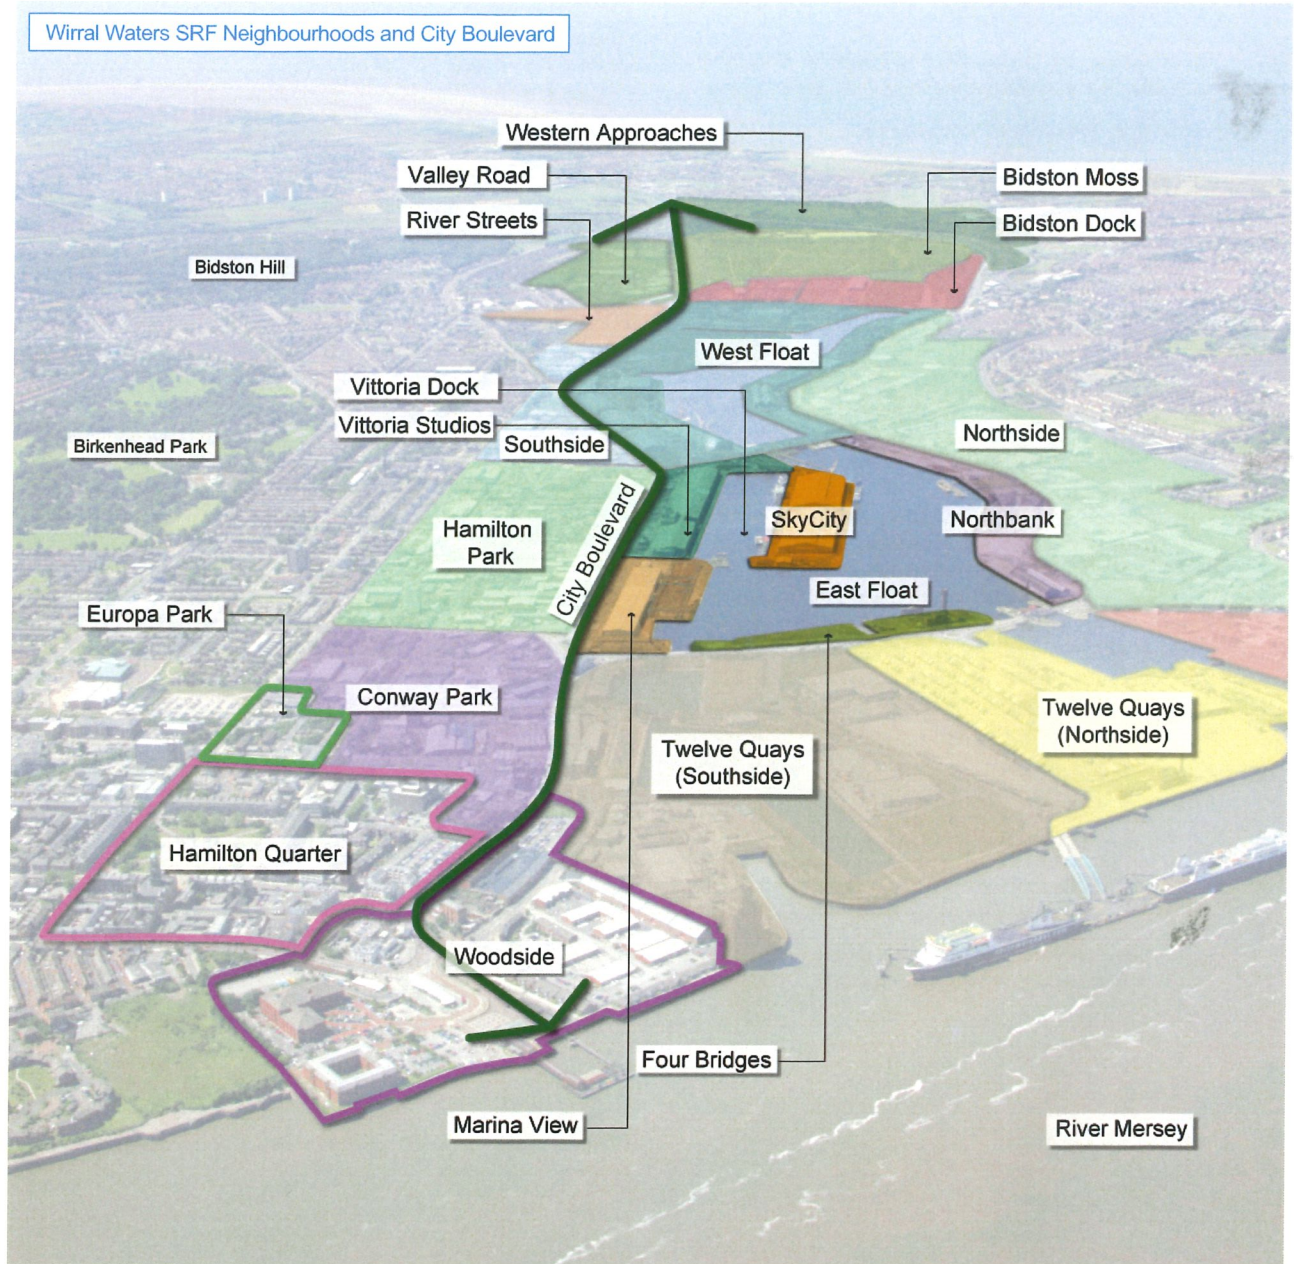 Wirral Waters SRF Neighbourhoods and City Boulevard
Western Approaches
Valley Road
Bidston Moss
River Streets
Bidston Dock
Bidston Hill
West Float
Vittoria Dock
Vittoria Studios
Northside
Birkenhead Park
Southside
SkyCity
Northbank
Hamilton
Park
City Boulevard
East Float
Europa Park
Conway Park
Twelve Quays
(Northside)
Twelve Quays
(Southside)
Hamilton Quarter
Woodside
Four Bridges
Marina View
River Mersey